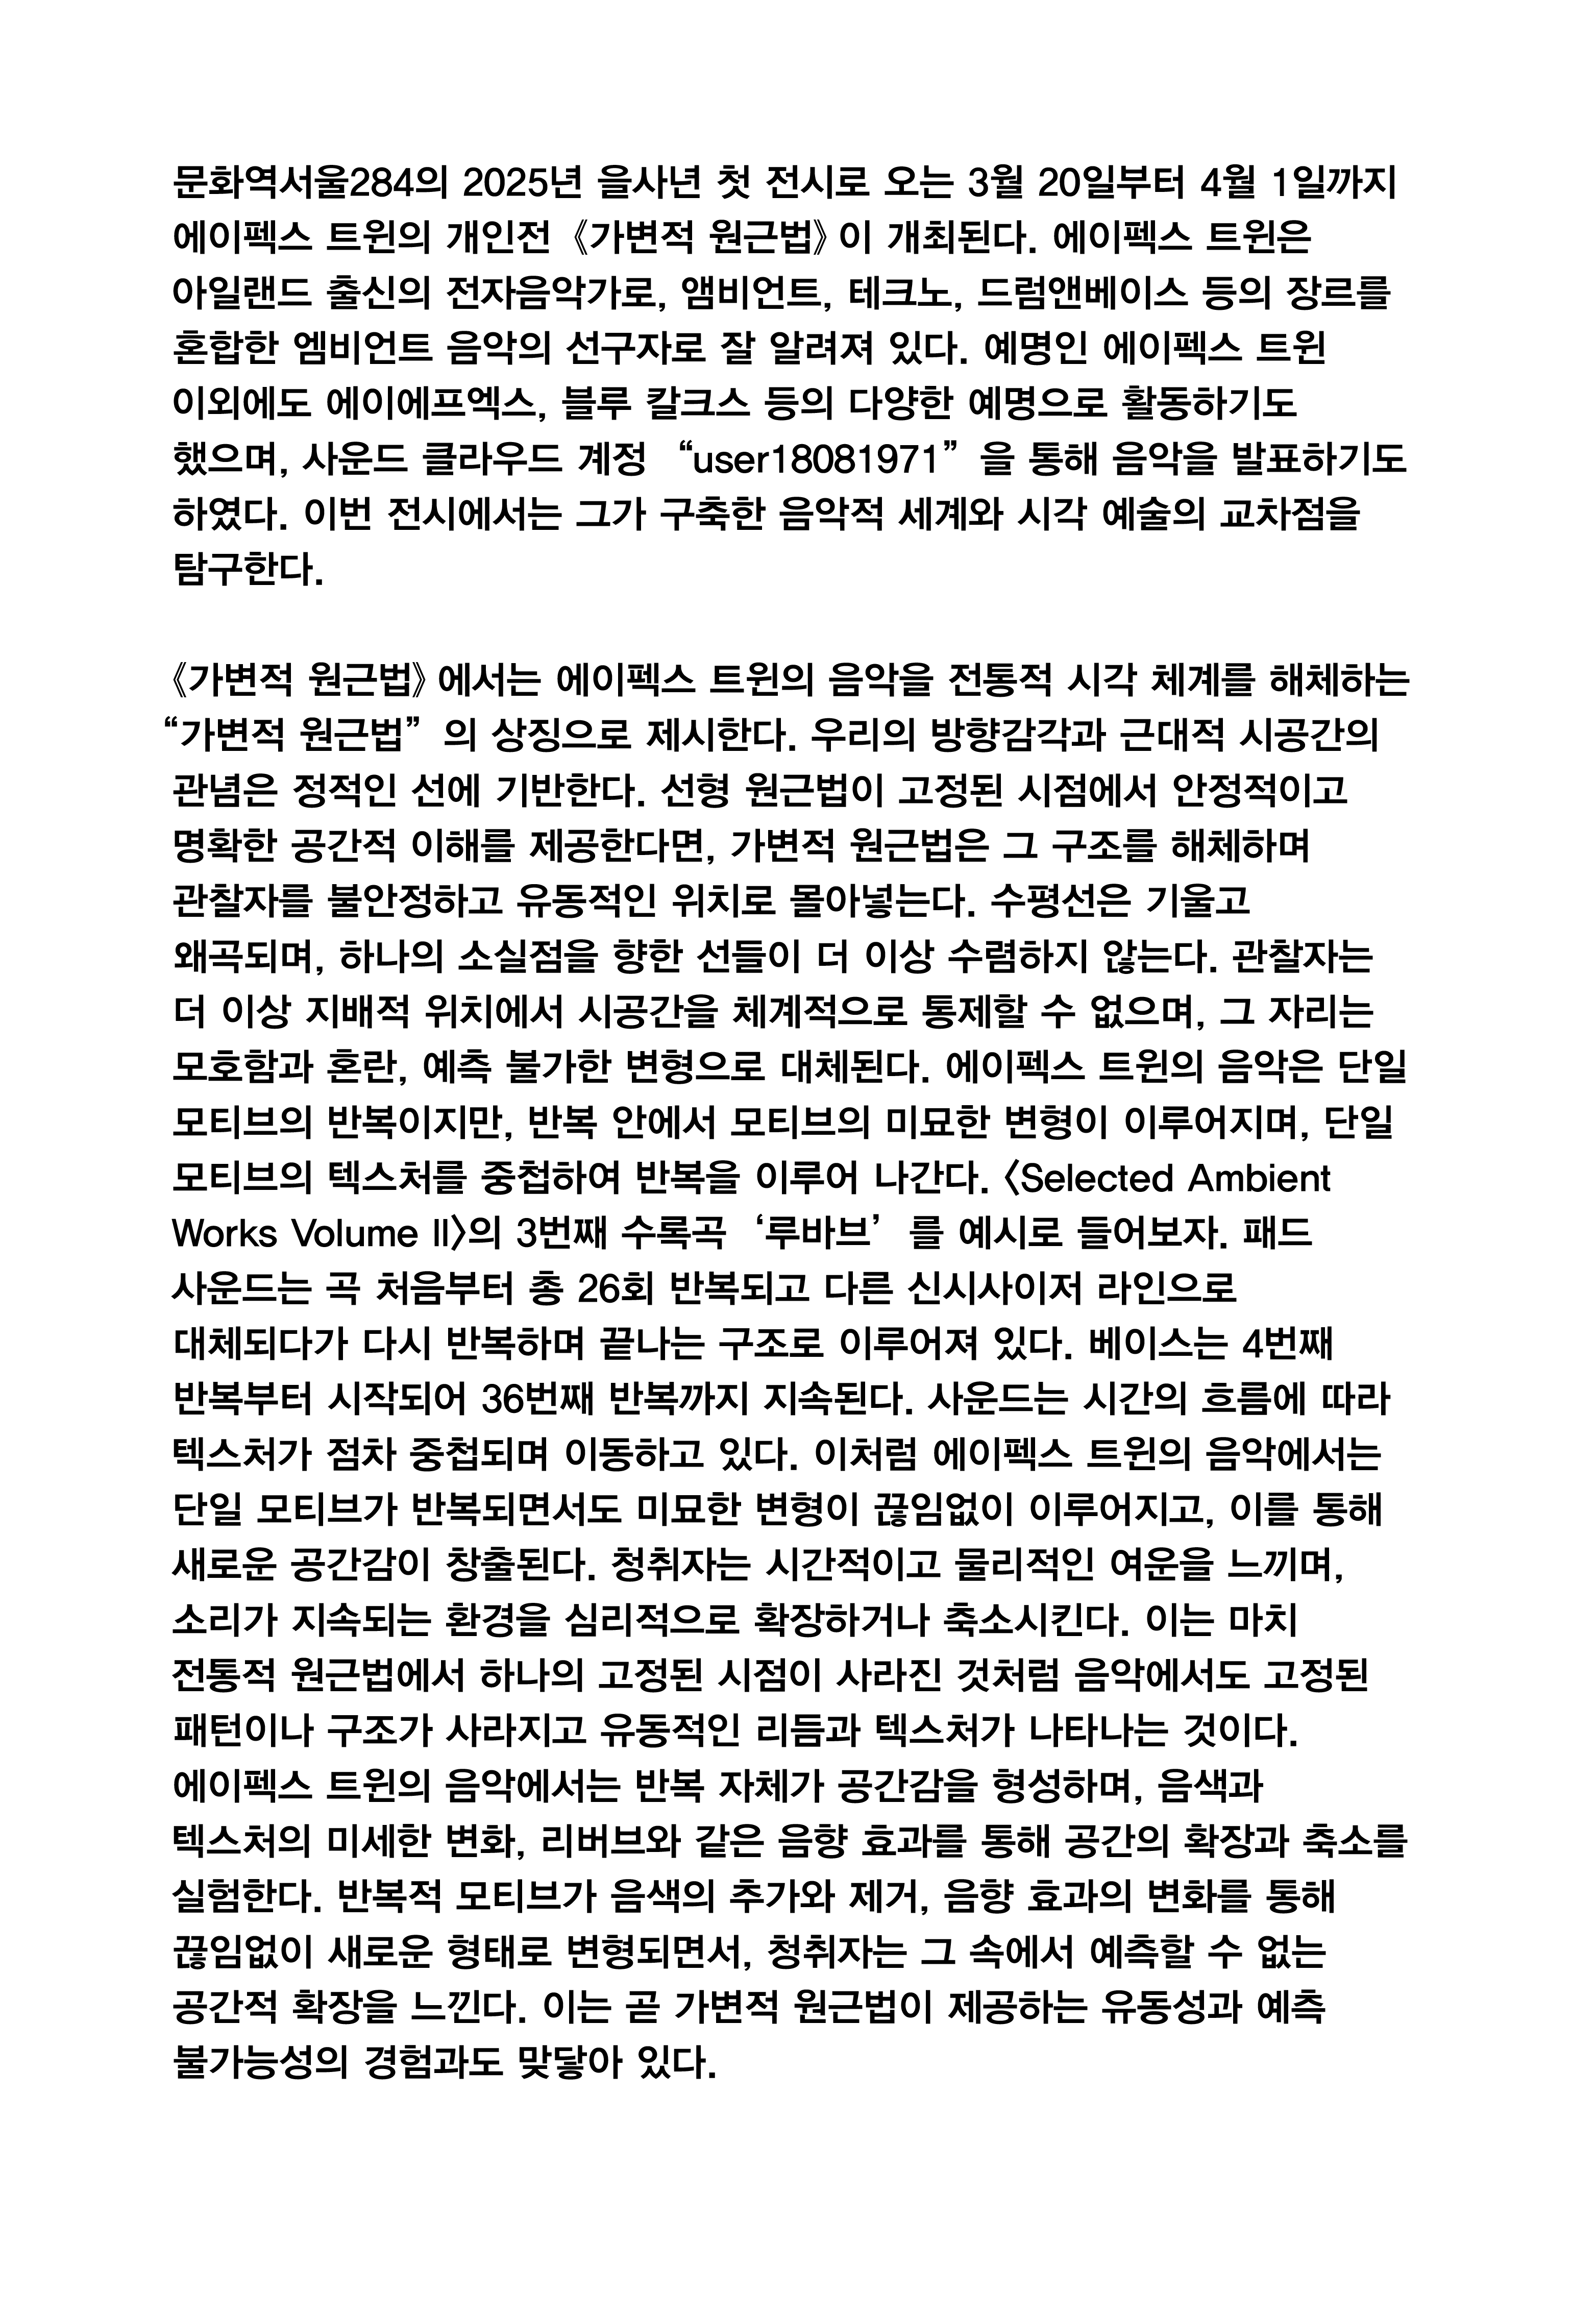 문화역서울284의 2025년 을사년 첫 전시로 오는 3월 20일부터 4월 1일까지
에이펙스 트윈의 개인전 《가변적 원근법》이 개최된다. 에이펙스 트윈은
아일랜드 출신의 전자음악가로, 앰비언트, 테크노, 드럼앤베이스 등의 장르를
혼합한 엠비언트 음악의 선구자로 잘 알려져 있다. 예명인 에이펙스 트윈
이외에도 에이에프엑스, 블루 칼크스 등의 다양한 예명으로 활동하기도
했으며, 사운드 클라우드 계정 “user18081971”을 통해 음악을 발표하기도
하였다. 이번 전시에서는 그가 구축한 음악적 세계와 시각 예술의 교차점을
탐구한다.

《가변적 원근법》에서는 에이펙스 트윈의 음악을 전통적 시각 체계를 해체하는
“가변적 원근법”의 상징으로 제시한다. 우리의 방향감각과 근대적 시공간의
관념은 정적인 선에 기반한다. 선형 원근법이 고정된 시점에서 안정적이고
명확한 공간적 이해를 제공한다면, 가변적 원근법은 그 구조를 해체하며
관찰자를 불안정하고 유동적인 위치로 몰아넣는다. 수평선은 기울고
왜곡되며, 하나의 소실점을 향한 선들이 더 이상 수렴하지 않는다. 관찰자는
더 이상 지배적 위치에서 시공간을 체계적으로 통제할 수 없으며, 그 자리는
모호함과 혼란, 예측 불가한 변형으로 대체된다. 에이펙스 트윈의 음악은 단일
모티브의 반복이지만, 반복 안에서 모티브의 미묘한 변형이 이루어지며, 단일
모티브의 텍스처를 중첩하여 반복을 이루어 나간다. 〈Selected Ambient
Works Volume II〉의 3번째 수록곡 ‘루바브’를 예시로 들어보자. 패드
사운드는 곡 처음부터 총 26회 반복되고 다른 신시사이저 라인으로
대체되다가 다시 반복하며 끝나는 구조로 이루어져 있다. 베이스는 4번째
반복부터 시작되어 36번째 반복까지 지속된다. 사운드는 시간의 흐름에 따라
텍스처가 점차 중첩되며 이동하고 있다. 이처럼 에이펙스 트윈의 음악에서는
단일 모티브가 반복되면서도 미묘한 변형이 끊임없이 이루어지고, 이를 통해
새로운 공간감이 창출된다. 청취자는 시간적이고 물리적인 여운을 느끼며,
소리가 지속되는 환경을 심리적으로 확장하거나 축소시킨다. 이는 마치
전통적 원근법에서 하나의 고정된 시점이 사라진 것처럼 음악에서도 고정된
패턴이나 구조가 사라지고 유동적인 리듬과 텍스처가 나타나는 것이다.
에이펙스 트윈의 음악에서는 반복 자체가 공간감을 형성하며, 음색과
텍스처의 미세한 변화, 리버브와 같은 음향 효과를 통해 공간의 확장과 축소를
실험한다. 반복적 모티브가 음색의 추가와 제거, 음향 효과의 변화를 통해
끊임없이 새로운 형태로 변형되면서, 청취자는 그 속에서 예측할 수 없는
공간적 확장을 느낀다. 이는 곧 가변적 원근법이 제공하는 유동성과 예측
불가능성의 경험과도 맞닿아 있다.